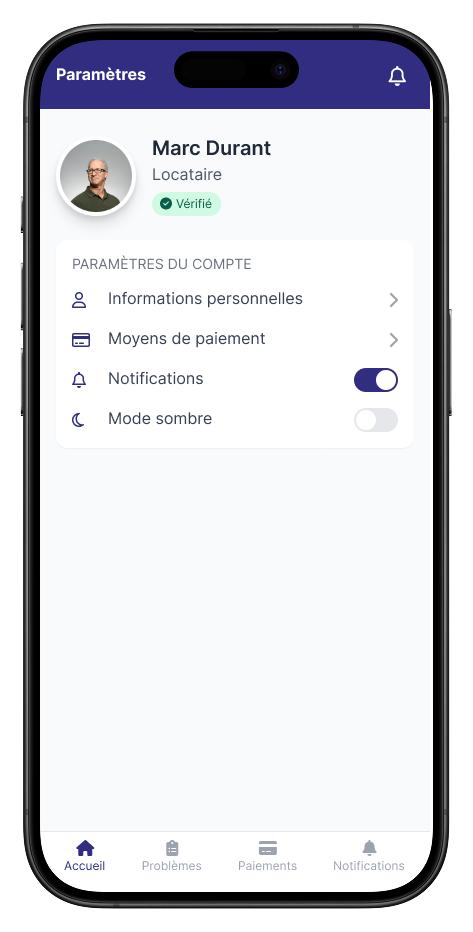 Paramètres
Marc Durant
Locataire
Vérifié
PARAMÈTRES DU COMPTE
Informations personnelles
Moyens de paiement
Notifications
Mode sombre
Accueil Problèmes Paiements Notifications